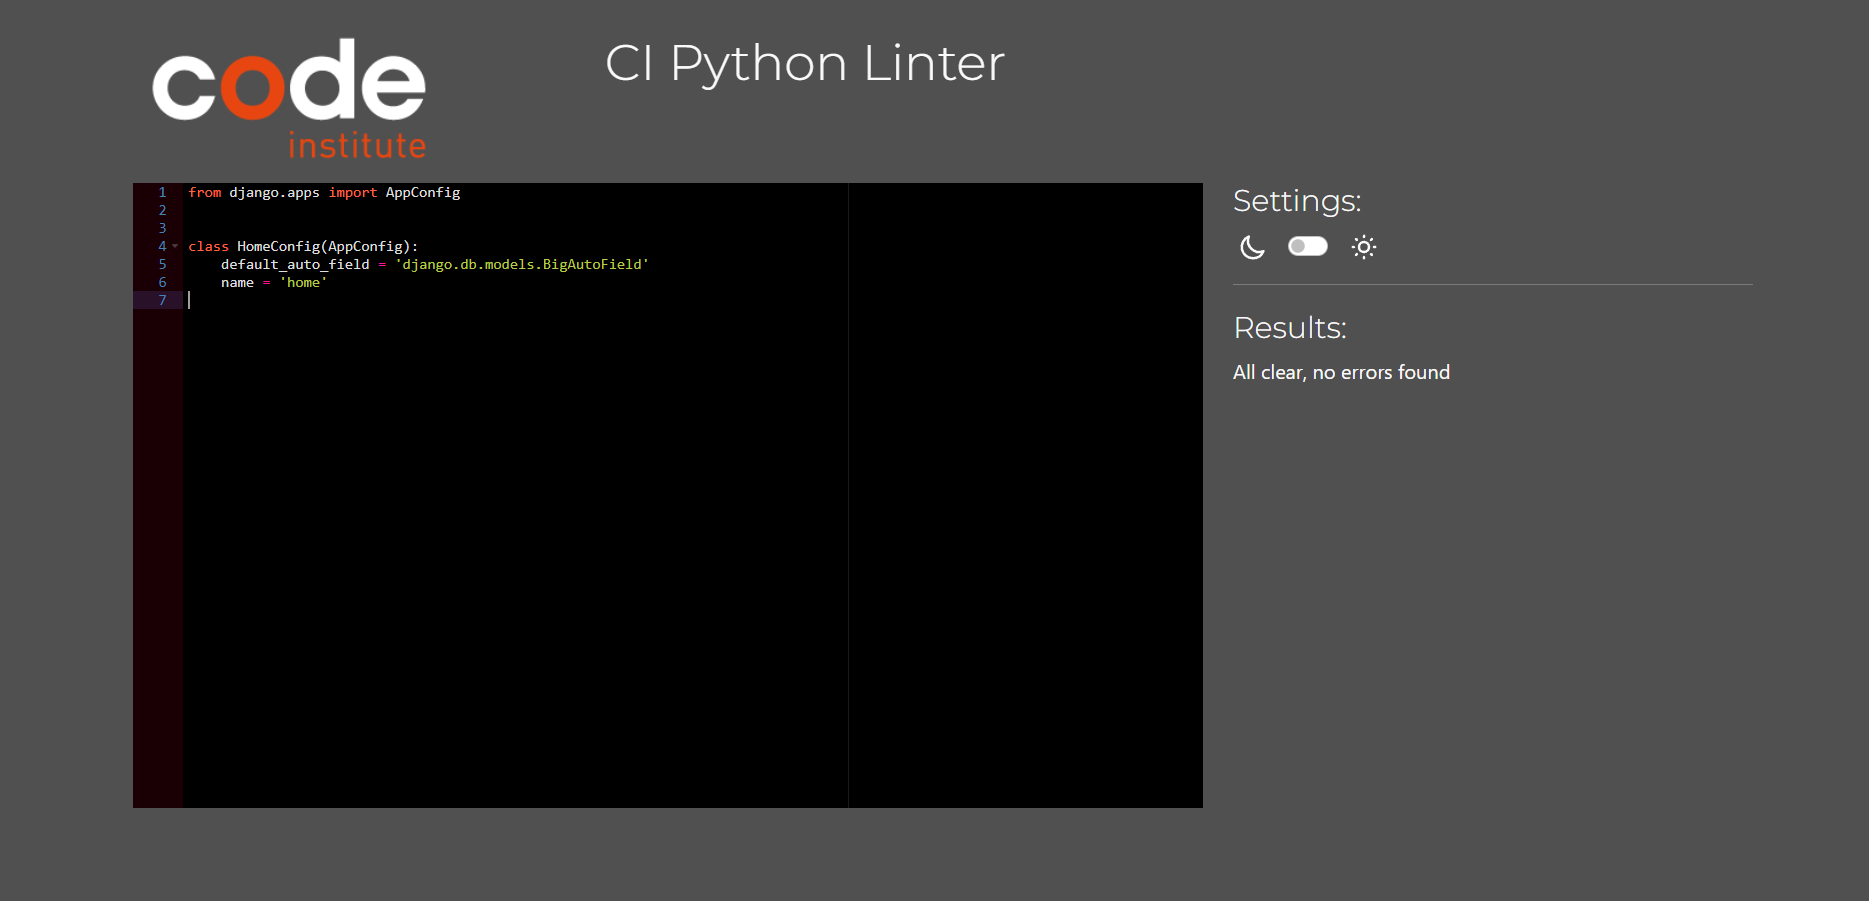 code
institute
CI Python Linter
1 from django.apps import AppConfig
2
3
4 class HomeConfig(AppConfig):
5     default_auto_field = 'django.db.models.BigAutoField'
6     name = 'home'
7
Settings:
Results:
All clear, no errors found